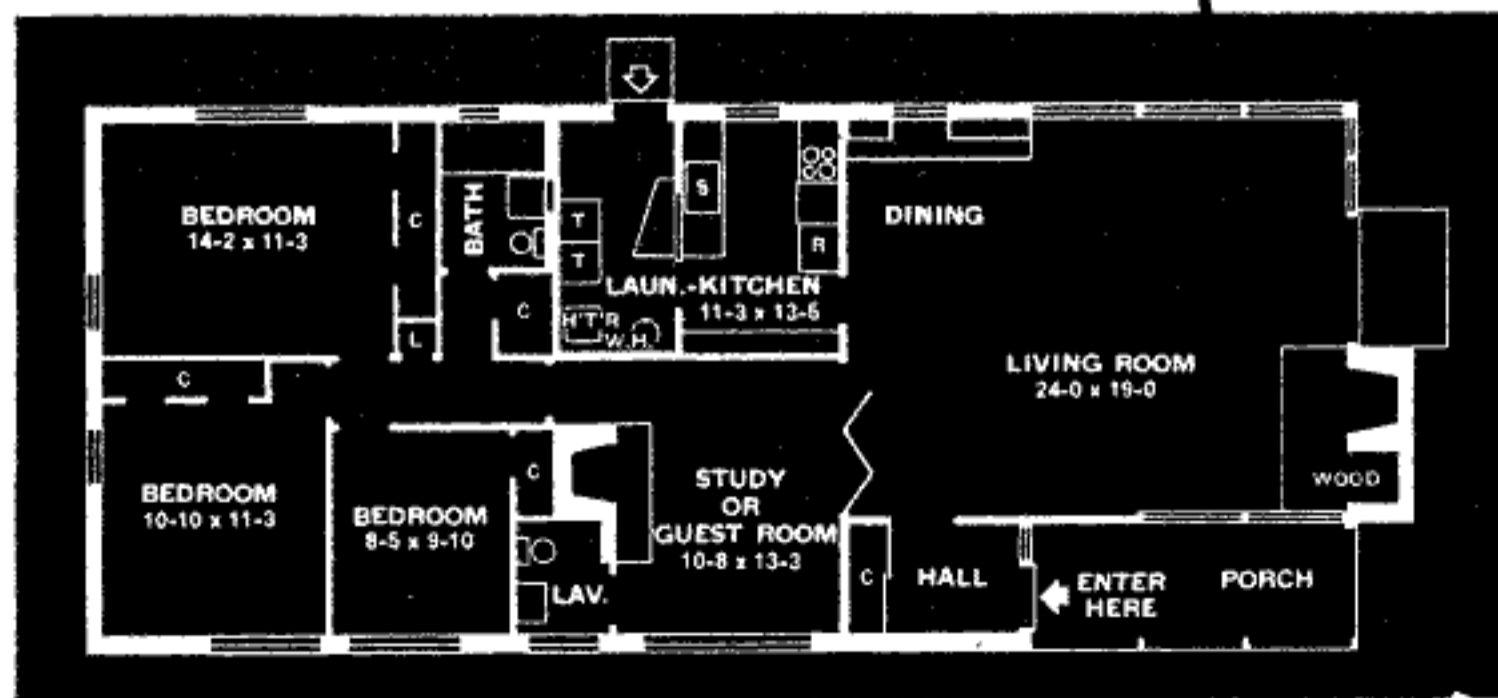 BEDROOM
14-2 x 11-3
C
L
BATH
C
T
T
S
R
LAUN.-KITCHEN
11-3 x 13-6
H'T'R
W.H.
DINING
LIVING ROOM
24-0 x 19-0
WOOD
C
BEDROOM
10-10 x 11-3
BEDROOM
8-5 x 9-10
C
LAV.
STUDY
OR
GUEST ROOM
10-8 x 13-3
C
HALL
ENTER
HERE
PORCH